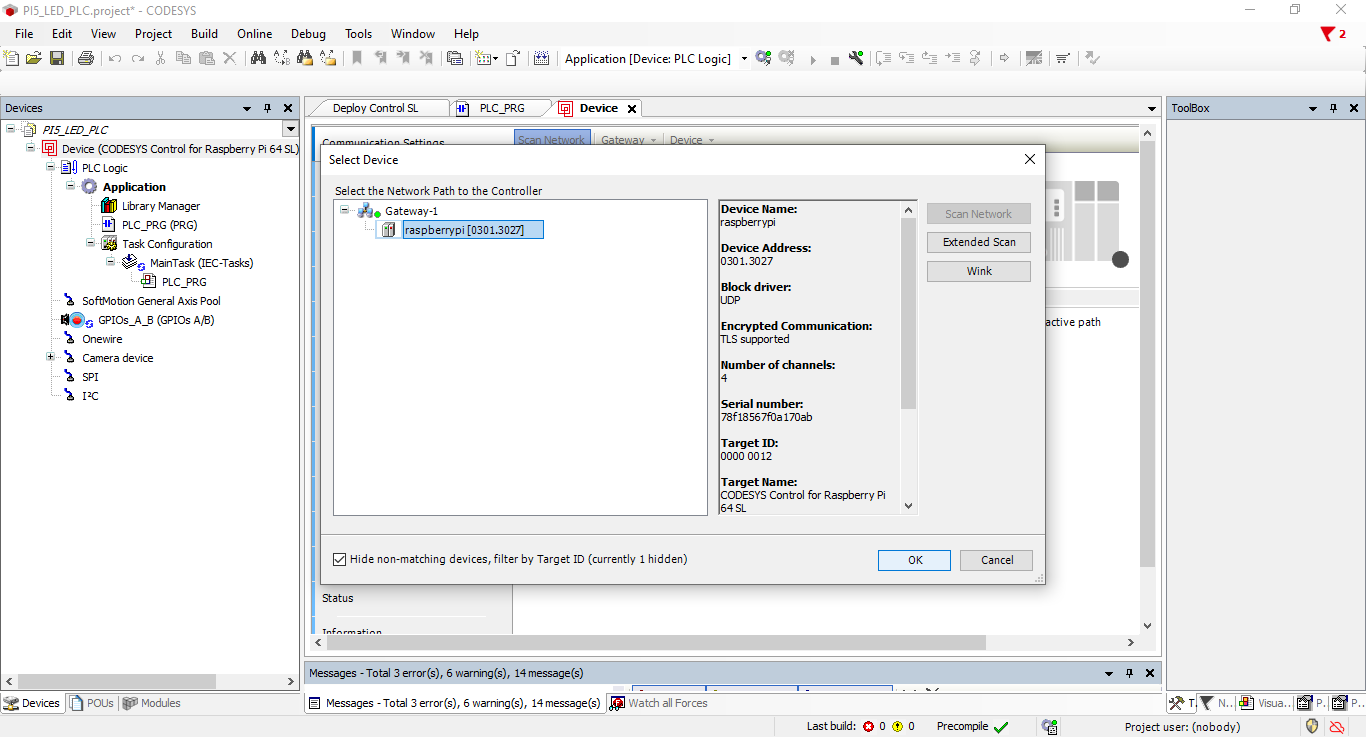 PI5_LED_PLC.project* - CODESYS
File Edit View Project Build Online Debug Tools Window Help
2
Application [Device: PLC Logic]
Devices
PI5_LED_PLC
Device (CODESYS Control for Raspberry Pi 64 SL)
PLC Logic
Application
Library Manager
PLC_PRG (PRG)
Task Configuration
MainTask (IEC-Tasks)
PLC_PRG
SoftMotion General Axis Pool
GPIOs_A_B (GPIOs A/B)
Onewire
Camera device
SPI
I²C
Devices POUs Modules
Deploy Control SL PLC_PRG Device
Communication Settings Scan Network Gateway Device
Select Device
Select the Network Path to the Controller
Gateway-1
raspberrypi [0301.3027]
Device Name:
raspberrypi
Device Address:
0301.3027
Block driver:
UDP
Encrypted Communication:
TLS supported
Number of channels:
4
Serial number:
78f18567f0a170ab
Target ID:
0000 0012
Target Name:
CODESYS Control for Raspberry Pi
64 SL
Scan Network
Extended Scan
Wink
Hide non-matching devices, filter by Target ID (currently 1 hidden)
OK Cancel
active path
Status
Information
Messages - Total 3 error(s), 6 warning(s), 14 message(s)
Messages - Total 3 error(s), 6 warning(s), 14 message(s) Watch all Forces
ToolBox
T. N.. Visua.. P. P..
Last build: 0 0 Precompile Project user: (nobody)